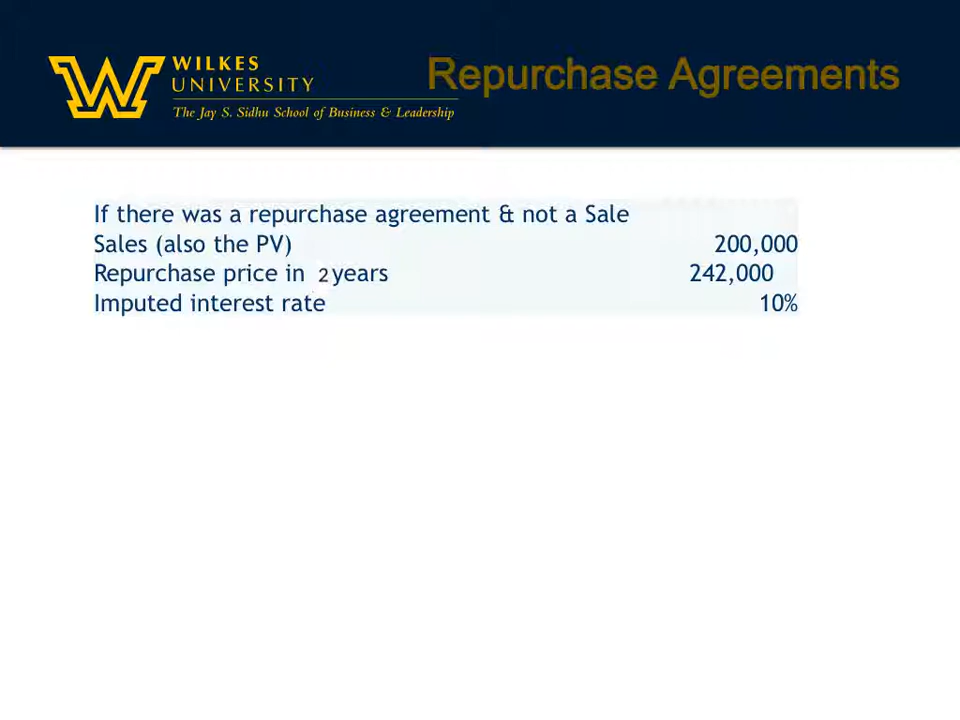 WILKES
UNIVERSITY
The Jay S. Sidhu School of Business & Leadership
Repurchase Agreements
If there was a repurchase agreement & not a Sale
Sales (also the PV) 200,000
Repurchase price in 2 years 242,000
Imputed interest rate 10%